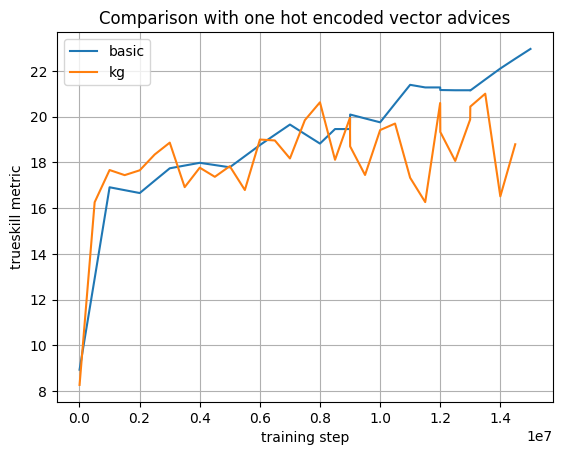 Comparison with one hot encoded vector advices
basic
kg
trueskill metric
22
20
18
16
14
12
10
8
0.0 0.2 0.4 0.6 0.8 1.0 1.2 1.4
1e7
training step